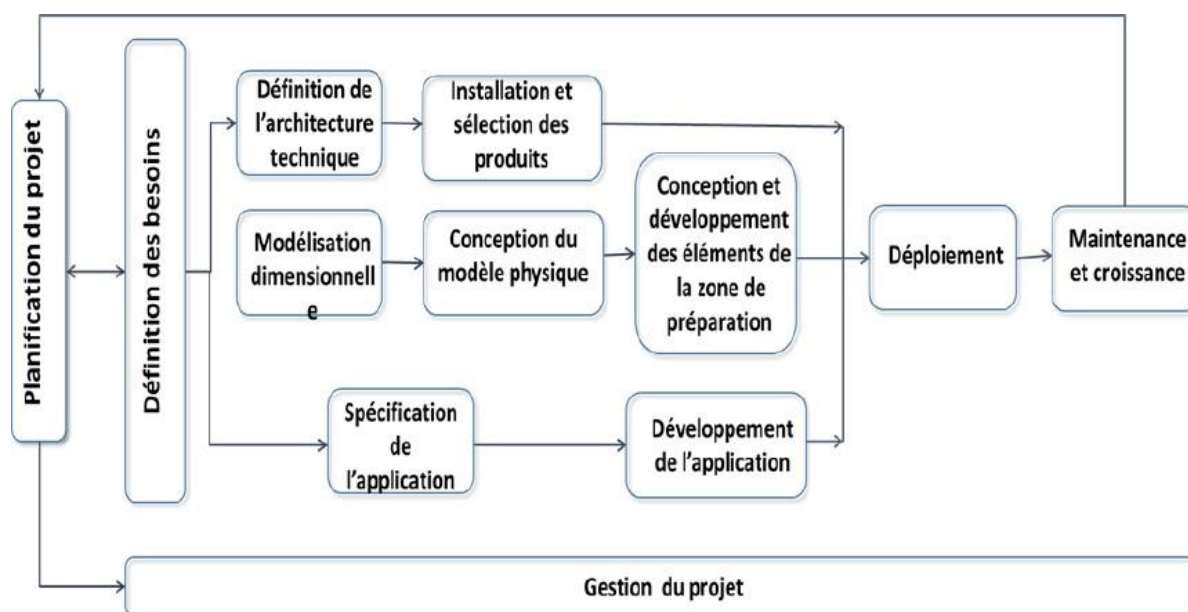 Planification du projet
Définition des besoins
Définition de
l'architecture
technique
Installation et
sélection des
produits
Modélisation
dimensionnell
e
Conception du
modèle physique
Conception et
développement
des éléments de
la zone de
préparation
Spécification
de
l'application
Développement
de l'application
Déploiement
Maintenance
et croissance
Gestion du projet